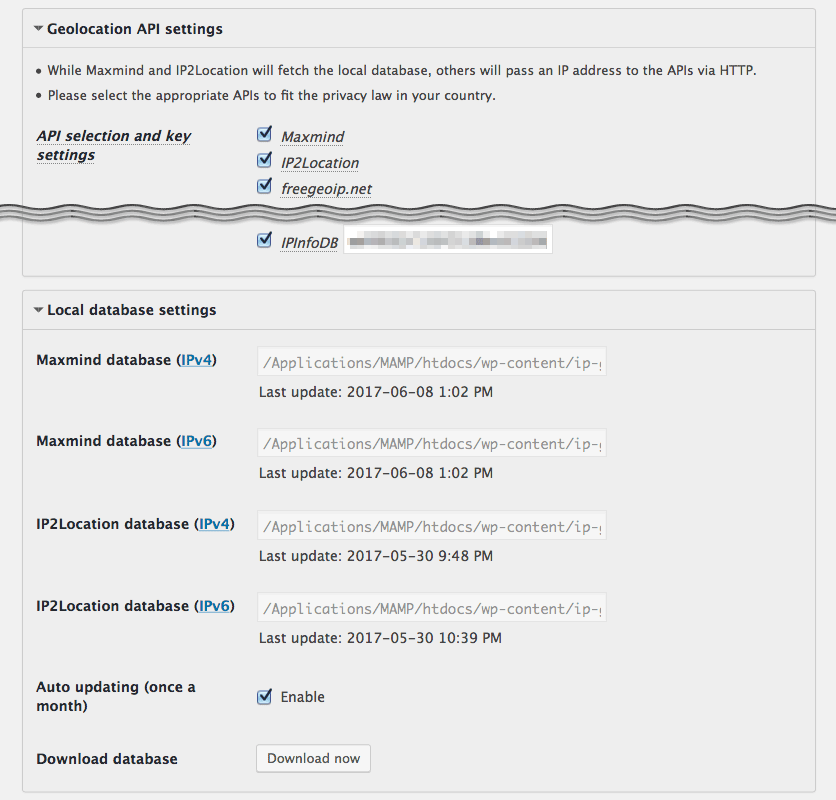 Geolocation API settings
While Maxmind and IP2Location will fetch the local database, others will pass an IP address to the APIs via HTTP.
Please select the appropriate APIs to fit the privacy law in your country.
API selection and key
settings
Maxmind
IP2Location
freegeoip.net
IPInfoDB
Local database settings
Maxmind database (IPv4)
/Applications/MAMP/htdocs/wp-content/ip-
Last update: 2017-06-08 1:02 PM
Maxmind database (IPv6)
/Applications/MAMP/htdocs/wp-content/ip-
Last update: 2017-06-08 1:02 PM
IP2Location database (IPv4)
/Applications/MAMP/htdocs/wp-content/ip-
Last update: 2017-05-30 9:48 PM
IP2Location database (IPv6)
/Applications/MAMP/htdocs/wp-content/ip-
Last update: 2017-05-30 10:39 PM
Auto updating (once a
month)
Enable
Download database
Download now